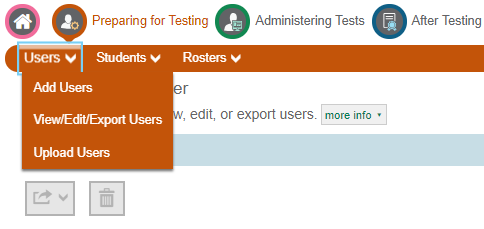 Preparing for Testing Administering Tests After Testing
Users Students Rosters
Add Users
er
View/Edit/Export Users
w, edit, or export users. more info
Upload Users